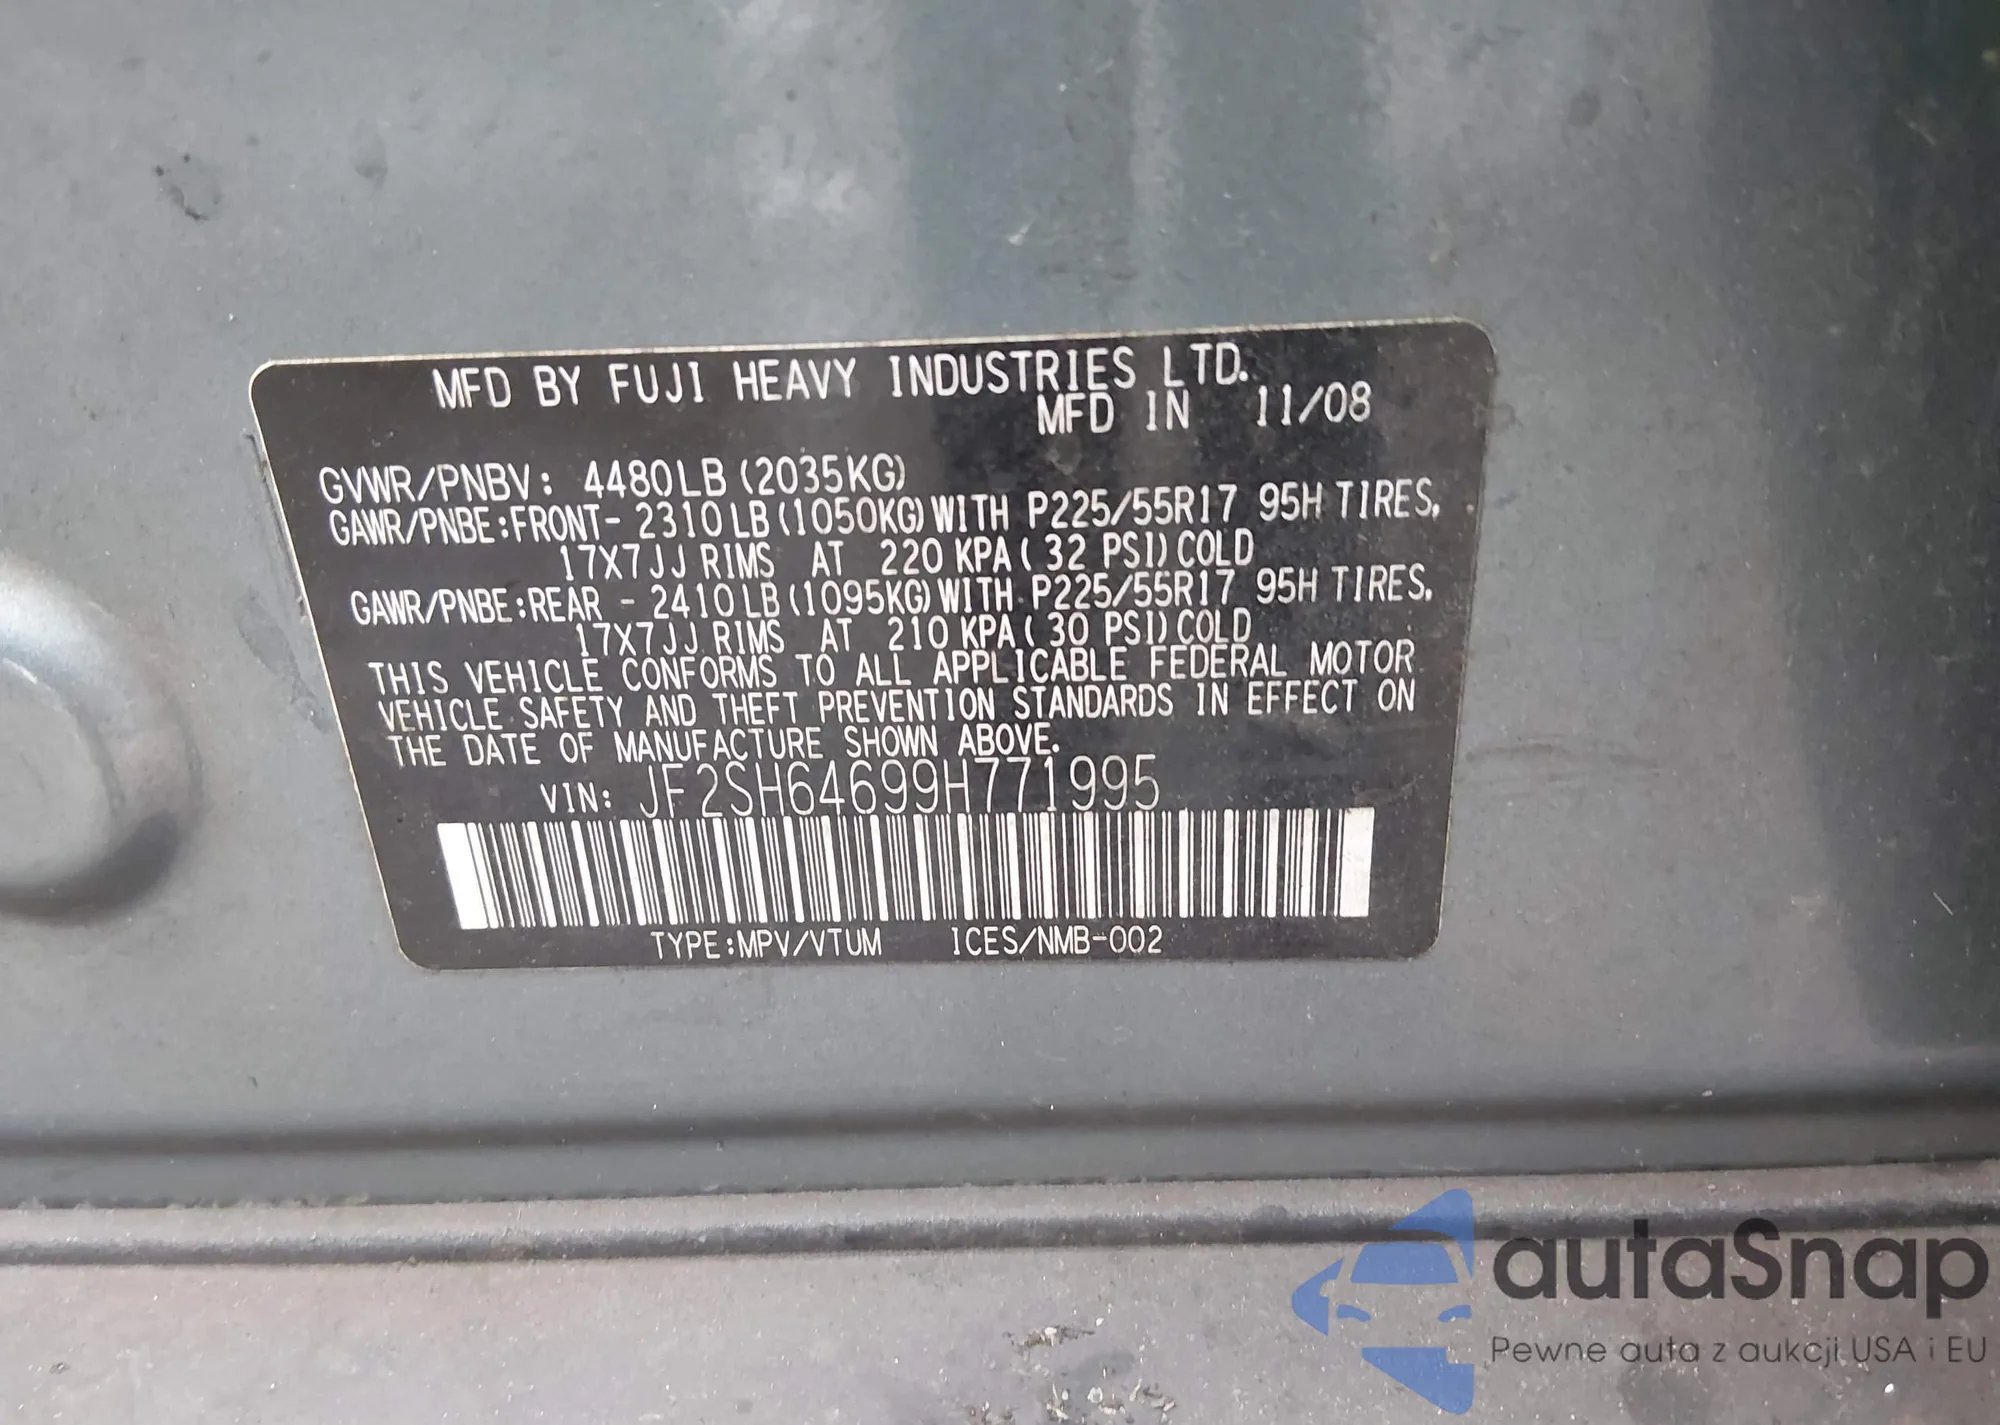 MFD BY FUJI HEAVY INDUSTRIES LTD.
MFD IN 11/08
GVWR/PNBV: 4480LB (2035KG)
GAWR/PNBE:FRONT- 2310LB (1050KG) WITH P225/55R17 95H TIRES,
17X7JJ RIMS AT 220 KPA ( 32 PSI) COLD
GAWR/PNBE:REAR - 2410LB (1095KG) WITH P225/55R17 95H TIRES,
17X7JJ RIMS AT 210 KPA ( 30 PSI) COLD
THIS VEHICLE CONFORMS TO ALL APPLICABLE FEDERAL MOTOR
VEHICLE SAFETY AND THEFT PREVENTION STANDARDS IN EFFECT ON
THE DATE OF MANUFACTURE SHOWN ABOVE.
VIN: JF2SH64699H771995
TYPE:MPV/VTUM ICES/NMB-002
autaSnap
Pewne auta z aukcji USA i EU